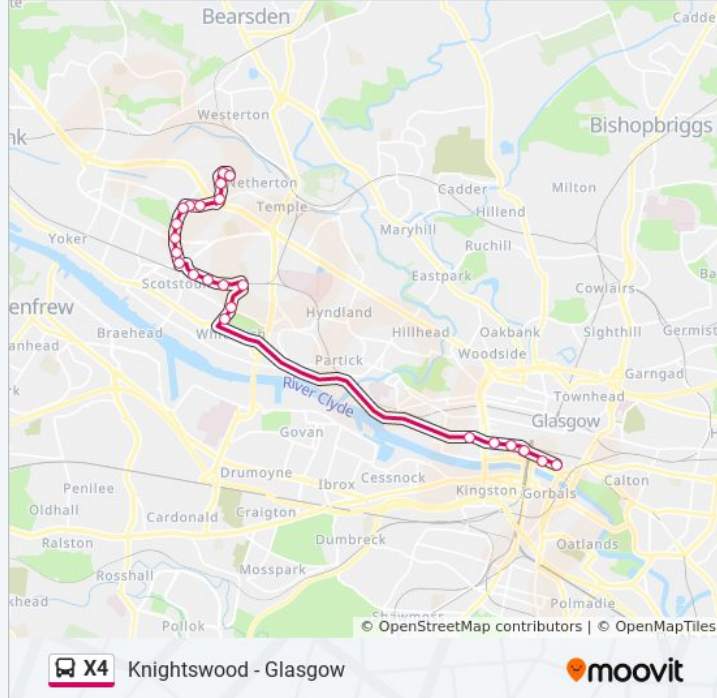 te
Bearsden
Cadde
Westerton
nk
Bishopbriggs
Netherton
Cadder
Milton
Temple
Hillend
Yoker
Maryhill
Ruchill
Eastpark
Scotstoun
Cowlairs
Ba
enfrew
Hyndland
Braehead
Hillhead
Oakbank
Sighthill
Germist
anhead
Partick
Woodside
Garngad
k
Townhead
River Clyde
Glasgow
Govan
Drumoyne
Cessnock
Calton
Penilee
Ibrox
Kingston
Gorbals
Oldhall
Cardonald
Craigton
Ralston
Dumbreck
Oatlands
Mosspark
Rosshall
Polmadie
khead
Pollok
Shawmoss
© OpenStreetMap contributors | © OpenMapTiles
X4 Knightswood - Glasgow
moovit